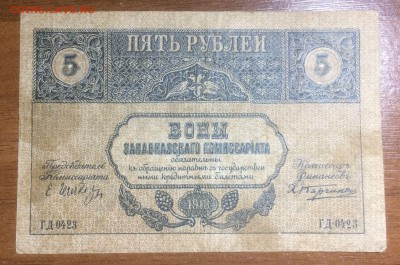 ПЯТЬ РУБЛЕЙ
5 5
БОНЫ
ЗАКАВКАЗСКАГО КОМИССАРІАТА
обязательны
къ обращенію наравнѣ съ государствен
ными кредитными билетами
Предсѣдатель
Комиссаріата
Комиссаръ
Финансовъ
1918
ГД-0423 ГД-0423